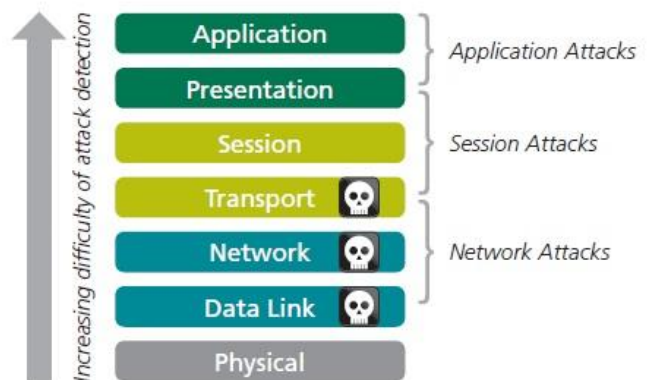 Increasing difficulty of attack detection
Application
Presentation
Session
Transport
Network
Data Link
Physical
Application Attacks
Session Attacks
Network Attacks